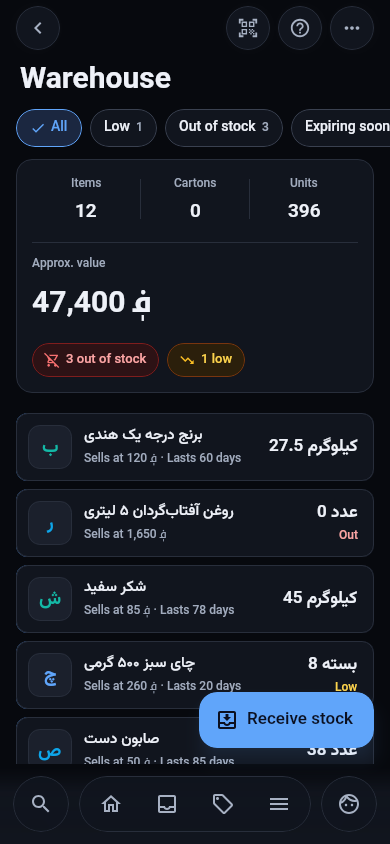 Warehouse
All
Low 1
Out of stock 3
Expiring soon
Items
Cartons
Units
12
0
396
Approx. value
47,400 ؋
3 out of stock
1 low
ب
برنج درجه یک هندی
Sells at 120 ؋ · Lasts 60 days
27.5 کیلوگرم
ر
روغن آفتاب‌گردان ۵ لیتری
Sells at 1,650 ؋
0 عدد
Out
ش
شکر سفید
Sells at 85 ؋ · Lasts 78 days
45 کیلوگرم
چ
چای سبز ۵۰۰ گرمی
Sells at 260 ؋ · Lasts 20 days
8 بسته
Low
ص
صابون دست
Sells at 50 ؋ · Lasts 85 days
38 عدد
Receive stock